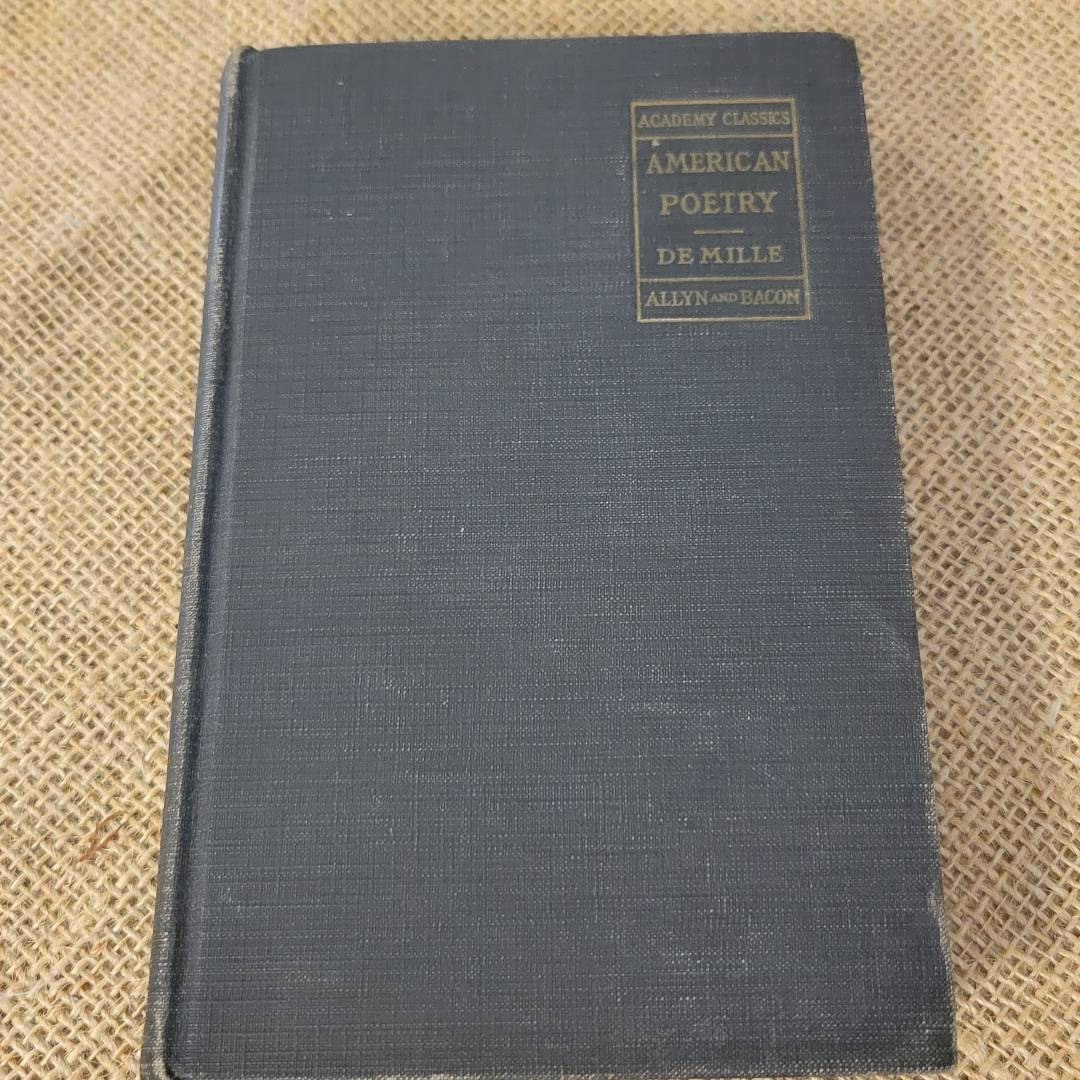 ACADEMY CLASSICS
AMERICAN
POETRY
DE MILLE
ALLYN AND BACON